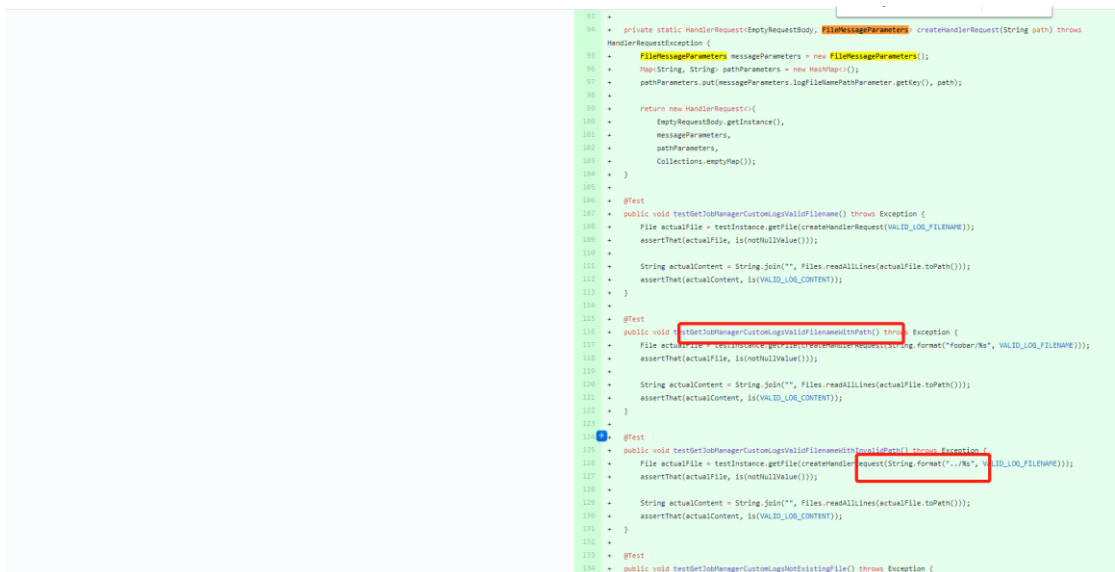 93 +
94 + private static HandlerRequest<EmptyRequestBody, FileMessageParameters> createHandlerRequest(String path) throws
HandlerRequestException {
95 + FileMessageParameters messageParameters = new FileMessageParameters();
96 + Map<String, String> pathParameters = new HashMap<>();
97 + pathParameters.put(messageParameters.logFileNamePathParameter.getKey(), path);
98 +
99 + return new HandlerRequest<>(
100 + EmptyRequestBody.getInstance(),
101 + messageParameters,
102 + pathParameters,
103 + Collections.emptyMap());
104 + }
105 +
106 + @Test
107 + public void testGetJobManagerCustomLogsValidFilename() throws Exception {
108 + File actualFile = testInstance.getFile(createHandlerRequest(VALID_LOG_FILENAME));
109 + assertThat(actualFile, is(notNullValue()));
110 +
111 + String actualContent = String.join("", Files.readAllLines(actualFile.toPath()));
112 + assertThat(actualContent, is(VALID_LOG_CONTENT));
113 + }
114 +
115 + @Test
116 + public void testGetJobManagerCustomLogsValidFilenameWithPath() throws Exception {
117 + File actualFile = testInstance.getFile(createHandlerRequest(String.format("foobar/%s", VALID_LOG_FILENAME)));
118 + assertThat(actualFile, is(notNullValue()));
119 +
120 + String actualContent = String.join("", Files.readAllLines(actualFile.toPath()));
121 + assertThat(actualContent, is(VALID_LOG_CONTENT));
122 + }
123 +
124 + @Test
125 + public void testGetJobManagerCustomLogsValidFilenameWithInvalidPath() throws Exception {
126 + File actualFile = testInstance.getFile(createHandlerRequest(String.format("../%s", VALID_LOG_FILENAME)));
127 + assertThat(actualFile, is(notNullValue()));
128 +
129 + String actualContent = String.join("", Files.readAllLines(actualFile.toPath()));
130 + assertThat(actualContent, is(VALID_LOG_CONTENT));
131 + }
132 +
133 + @Test
134 + public void testGetJobManagerCustomLogsNotExistingFile() throws Exception {